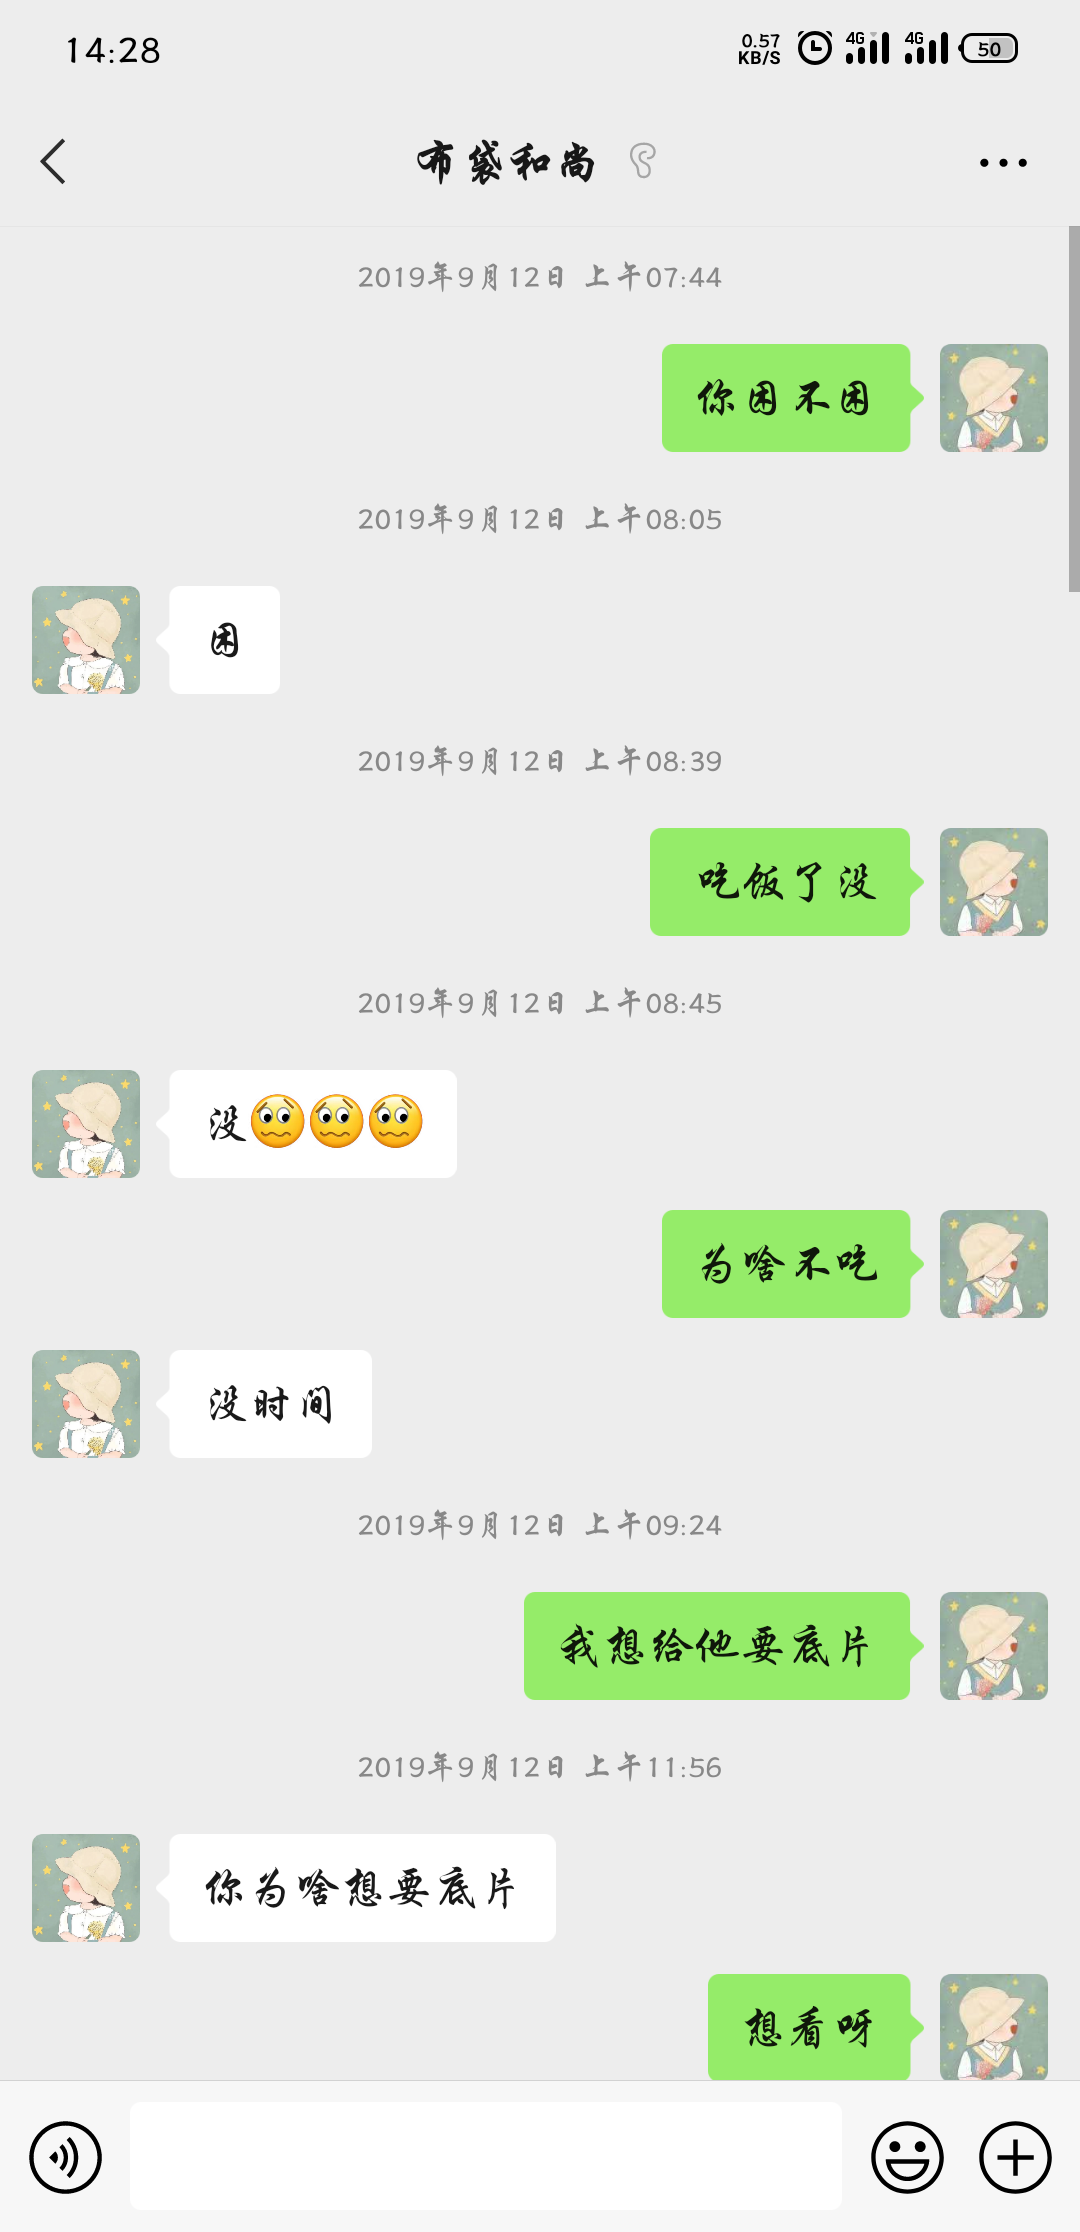 14:28
0.57
KB/S
4G
4G
50
布袋和尚
2019年9月12日 上午07:44
你困不困
2019年9月12日 上午08:05
困
2019年9月12日 上午08:39
吃饭了没
2019年9月12日 上午08:45
没
为啥不吃
没时间
2019年9月12日 上午09:24
我想给他要底片
2019年9月12日 上午11:56
你为啥想要底片
想看呀